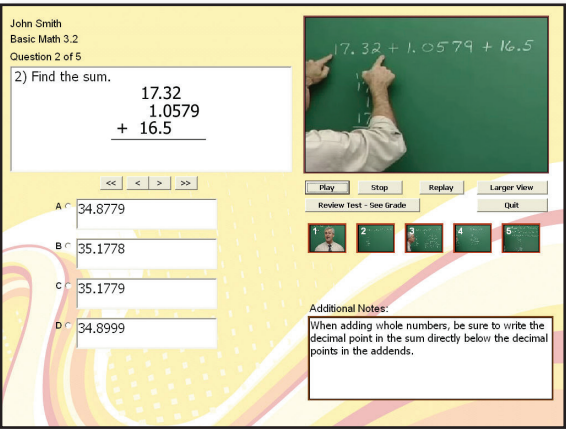 John Smith
Basic Math 3.2
Question 2 of 5
2) Find the sum.
17.32
1.0579
+ 16.5
<< < > >>
A 34.8779
B 35.1778
C 35.1779
D 34.8999
17.32 + 1.0579 + 16.5
17
Play Stop Replay Larger View
Review Test - See Grade Quit
1 2 3 4 5
Additional Notes:
When adding whole numbers, be sure to write the
decimal point in the sum directly below the decimal
points in the addends.